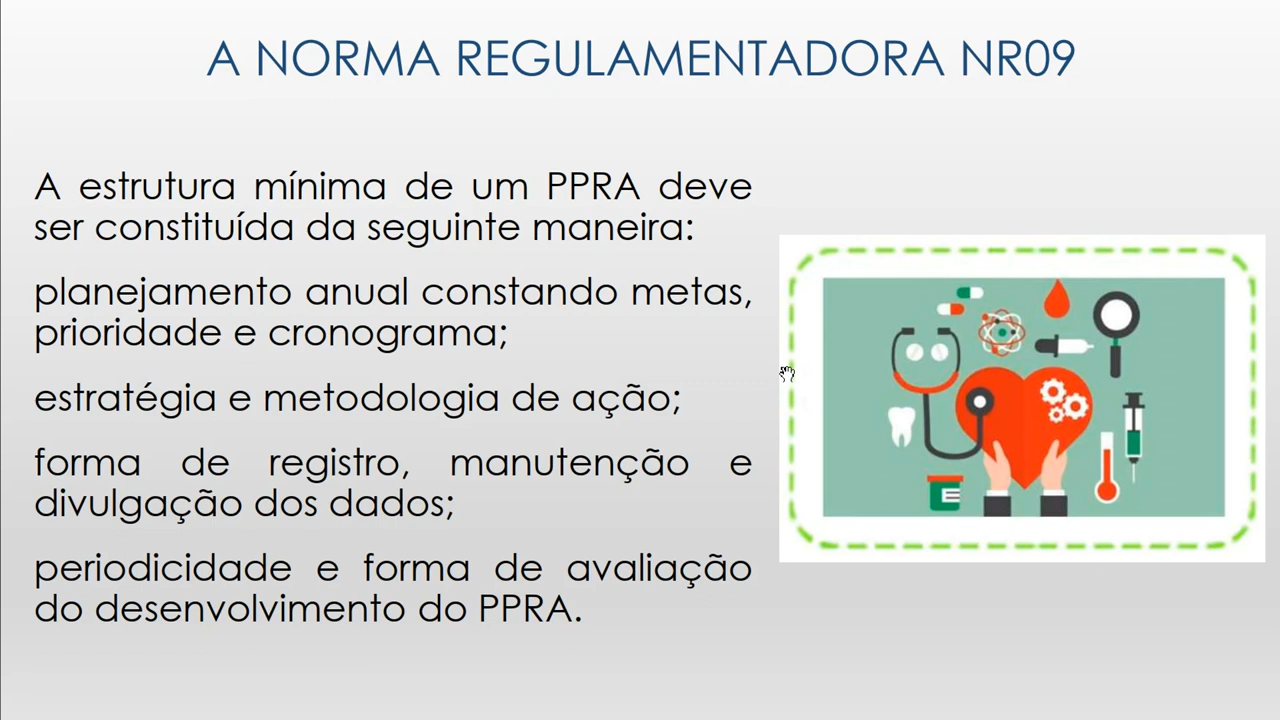 A NORMA REGULAMENTADORA NR09
A estrutura mínima de um PPRA deve
ser constituída da seguinte maneira:
planejamento anual constando metas,
prioridade e cronograma;
estratégia e metodologia de ação;
forma de registro, manutenção e
divulgação dos dados;
periodicidade e forma de avaliação
do desenvolvimento do PPRA.